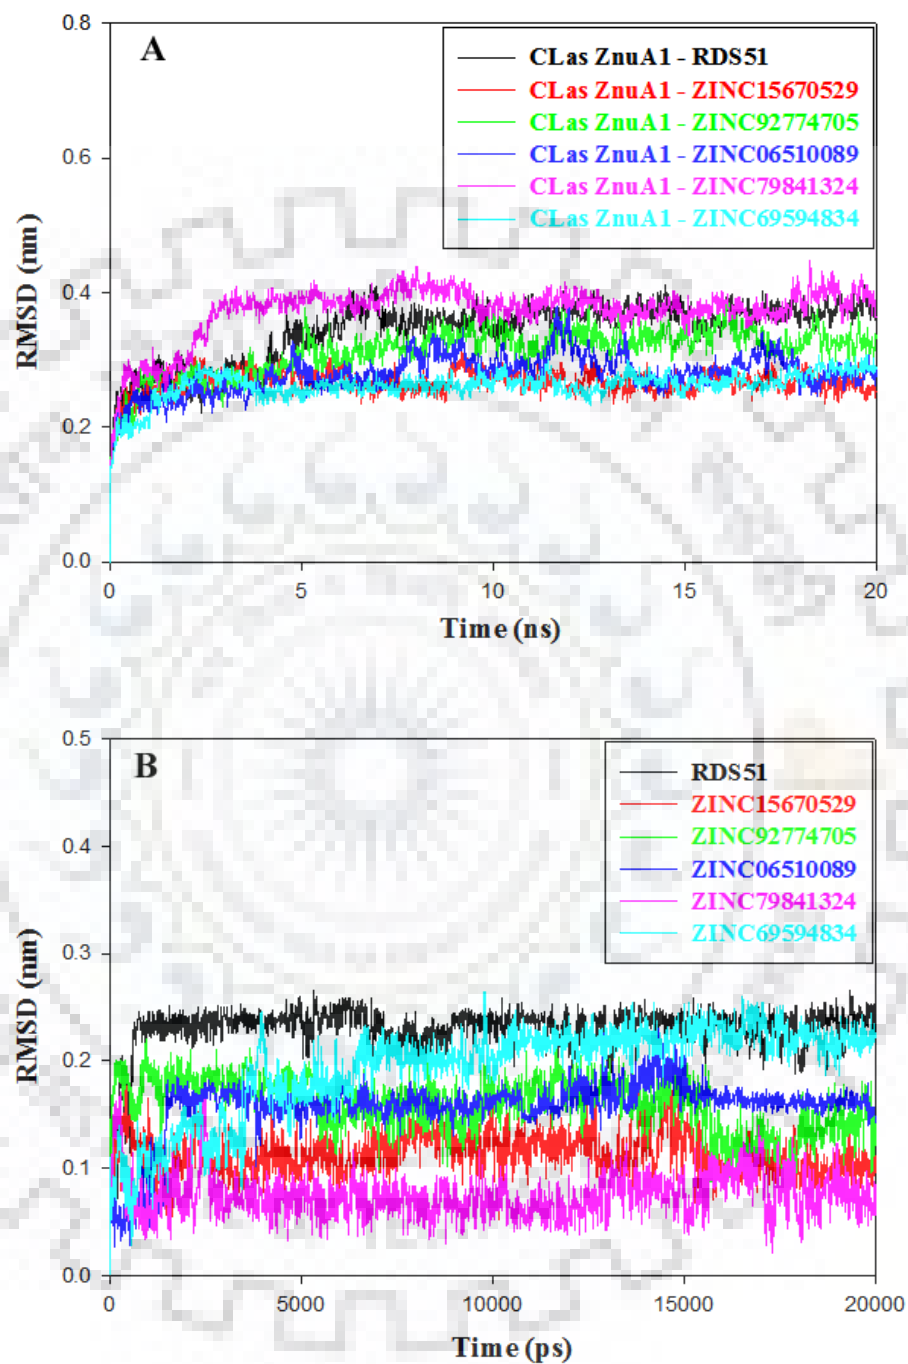 A
CLas ZnuA1 - RDS51
CLas ZnuA1 - ZINC15670529
CLas ZnuA1 - ZINC92774705
CLas ZnuA1 - ZINC06510089
CLas ZnuA1 - ZINC79841324
CLas ZnuA1 - ZINC69594834
0.8
0.6
0.4
0.2
0.0
RMSD (nm)
0 5 10 15 20
Time (ns)
B
RDS51
ZINC15670529
ZINC92774705
ZINC06510089
ZINC79841324
ZINC69594834
0.5
0.4
0.3
0.2
0.1
0.0
RMSD (nm)
0 5000 10000 15000 20000
Time (ps)